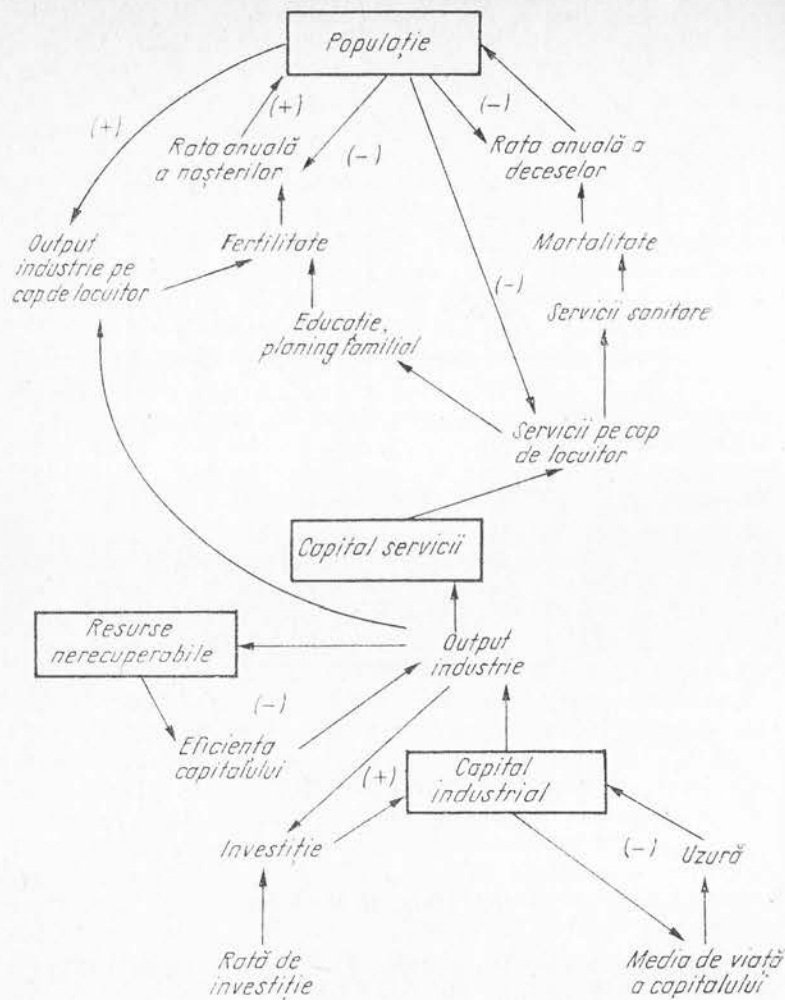 Populație
(+)
(+)
(-)
(-)
Rata anuală
a nașterilor
Rata anuală a
deceselor
Output
industrie pe
cap de locuitor
Fertilitate
Mortalitate
(-)
Educație,
planing familial
Servicii sanitare
Servicii pe cap
de locuitor
Capital servicii
Resurse
nerecuperabile
Output
industrie
(-)
Eficiența
capitalului
(+)
Capital
industrial
Investiție
(-)
Uzură
Rată de
investiție
Media de viață
a capitalului